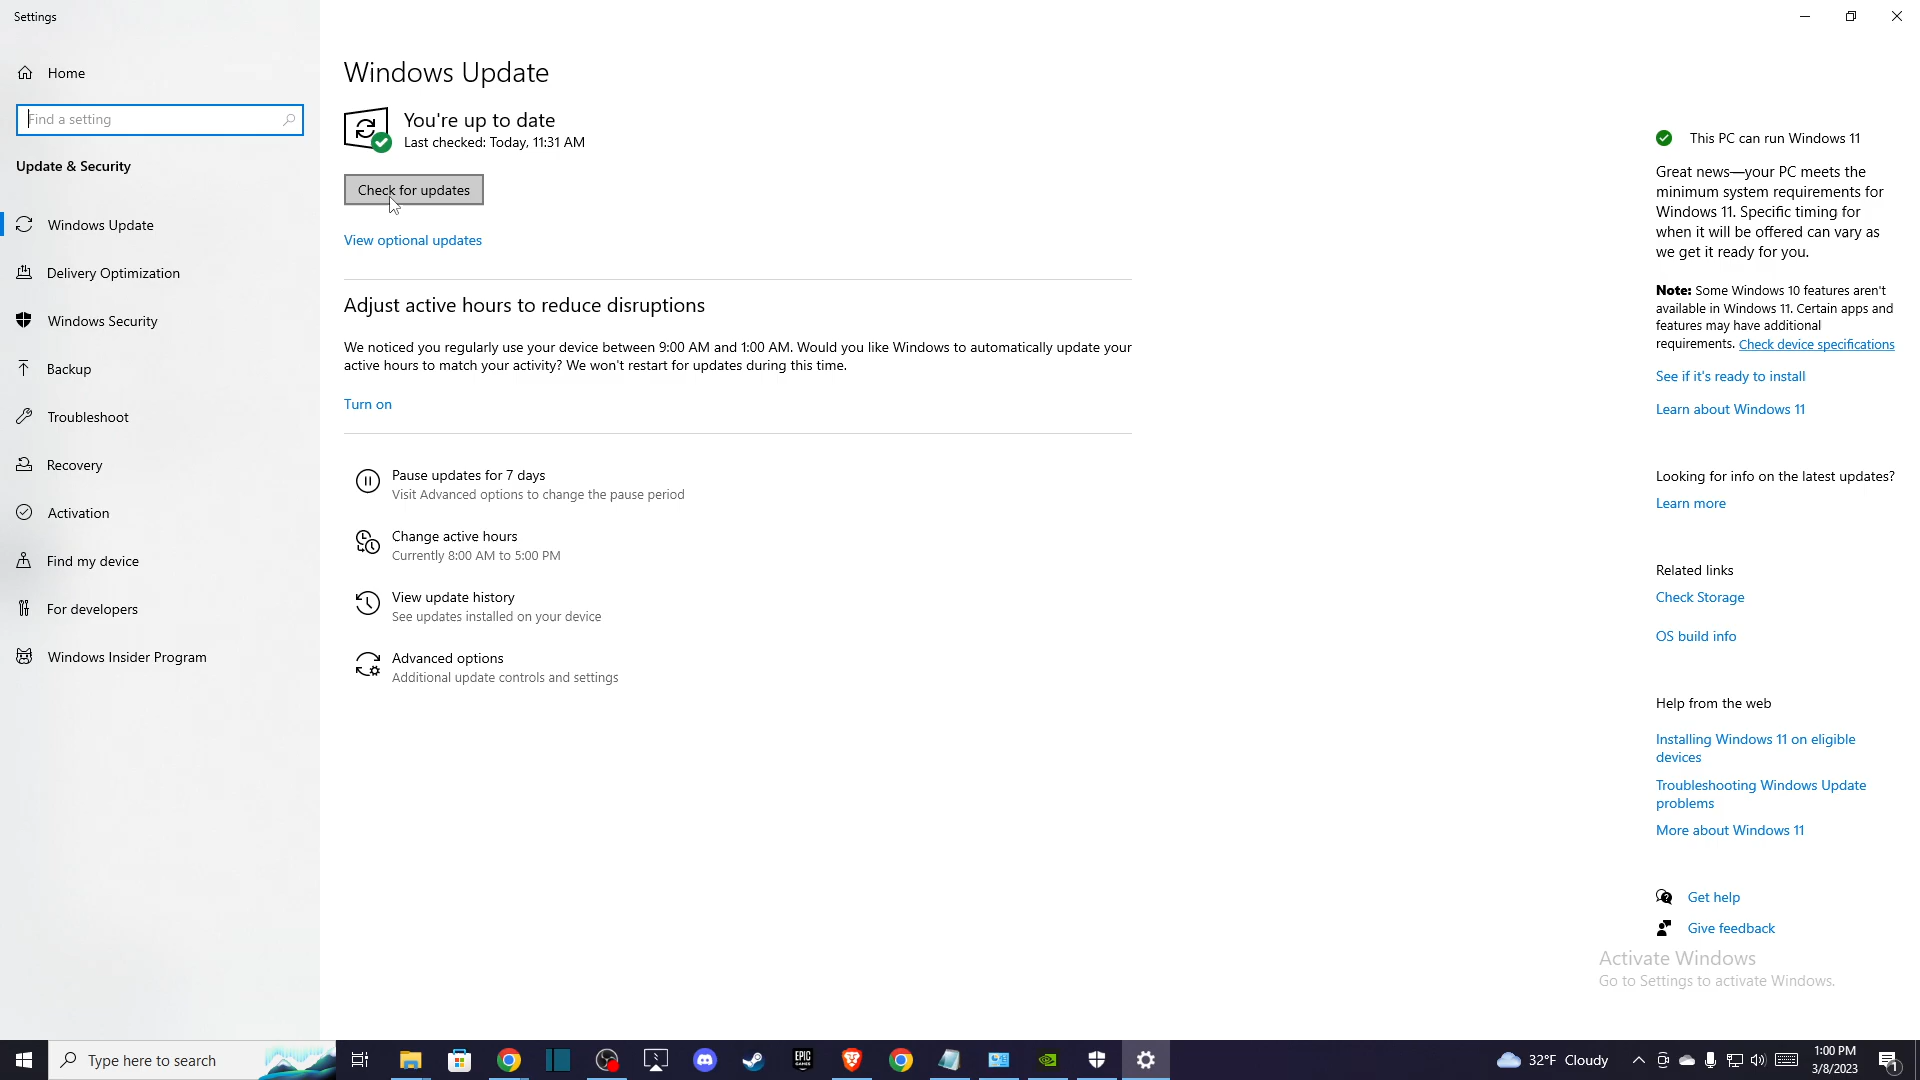 Settings
Home
Find a setting
Update & Security
Windows Update
Delivery Optimization
Windows Security
Backup
Troubleshoot
Recovery
Activation
Find my device
For developers
Windows Insider Program
Windows Update
You're up to date
Last checked: Today, 11:31 AM
Check for updates
View optional updates
Adjust active hours to reduce disruptions
We noticed you regularly use your device between 9:00 AM and 1:00 AM. Would you like Windows to automatically update your
active hours to match your activity? We won't restart for updates during this time.
Turn on
Pause updates for 7 days
Visit Advanced options to change the pause period
Change active hours
Currently 8:00 AM to 5:00 PM
View update history
See updates installed on your device
Advanced options
Additional update controls and settings
This PC can run Windows 11
Great news—your PC meets the
minimum system requirements for
Windows 11. Specific timing for
when it will be offered can vary as
we get it ready for you.
Note: Some Windows 10 features aren't
available in Windows 11. Certain apps and
features may have additional
requirements. Check device specifications
See if it's ready to install
Learn about Windows 11
Looking for info on the latest updates?
Learn more
Related links
Check Storage
OS build info
Help from the web
Installing Windows 11 on eligible
devices
Troubleshooting Windows Update
problems
More about Windows 11
Get help
Give feedback
Activate Windows
Go to Settings to activate Windows.
Type here to search
EPIC
GAMES
32°F Cloudy
1:00 PM
3/8/2023
1